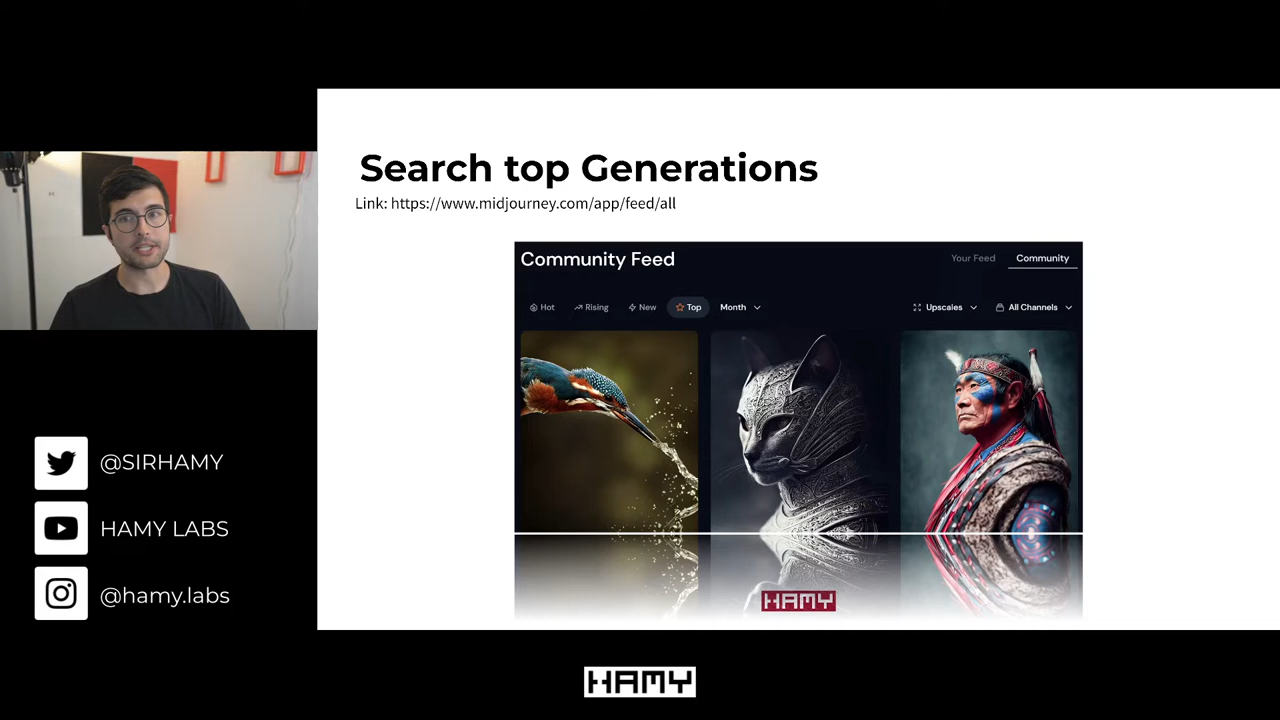 Search top Generations
Link: https://www.midjourney.com/app/feed/all
Community Feed
Your Feed
Community
Hot
Rising
New
Top
Month
Upscales
All Channels
@SIRHAMY
HAMY LABS
@hamy.labs
HAMY
HAMY